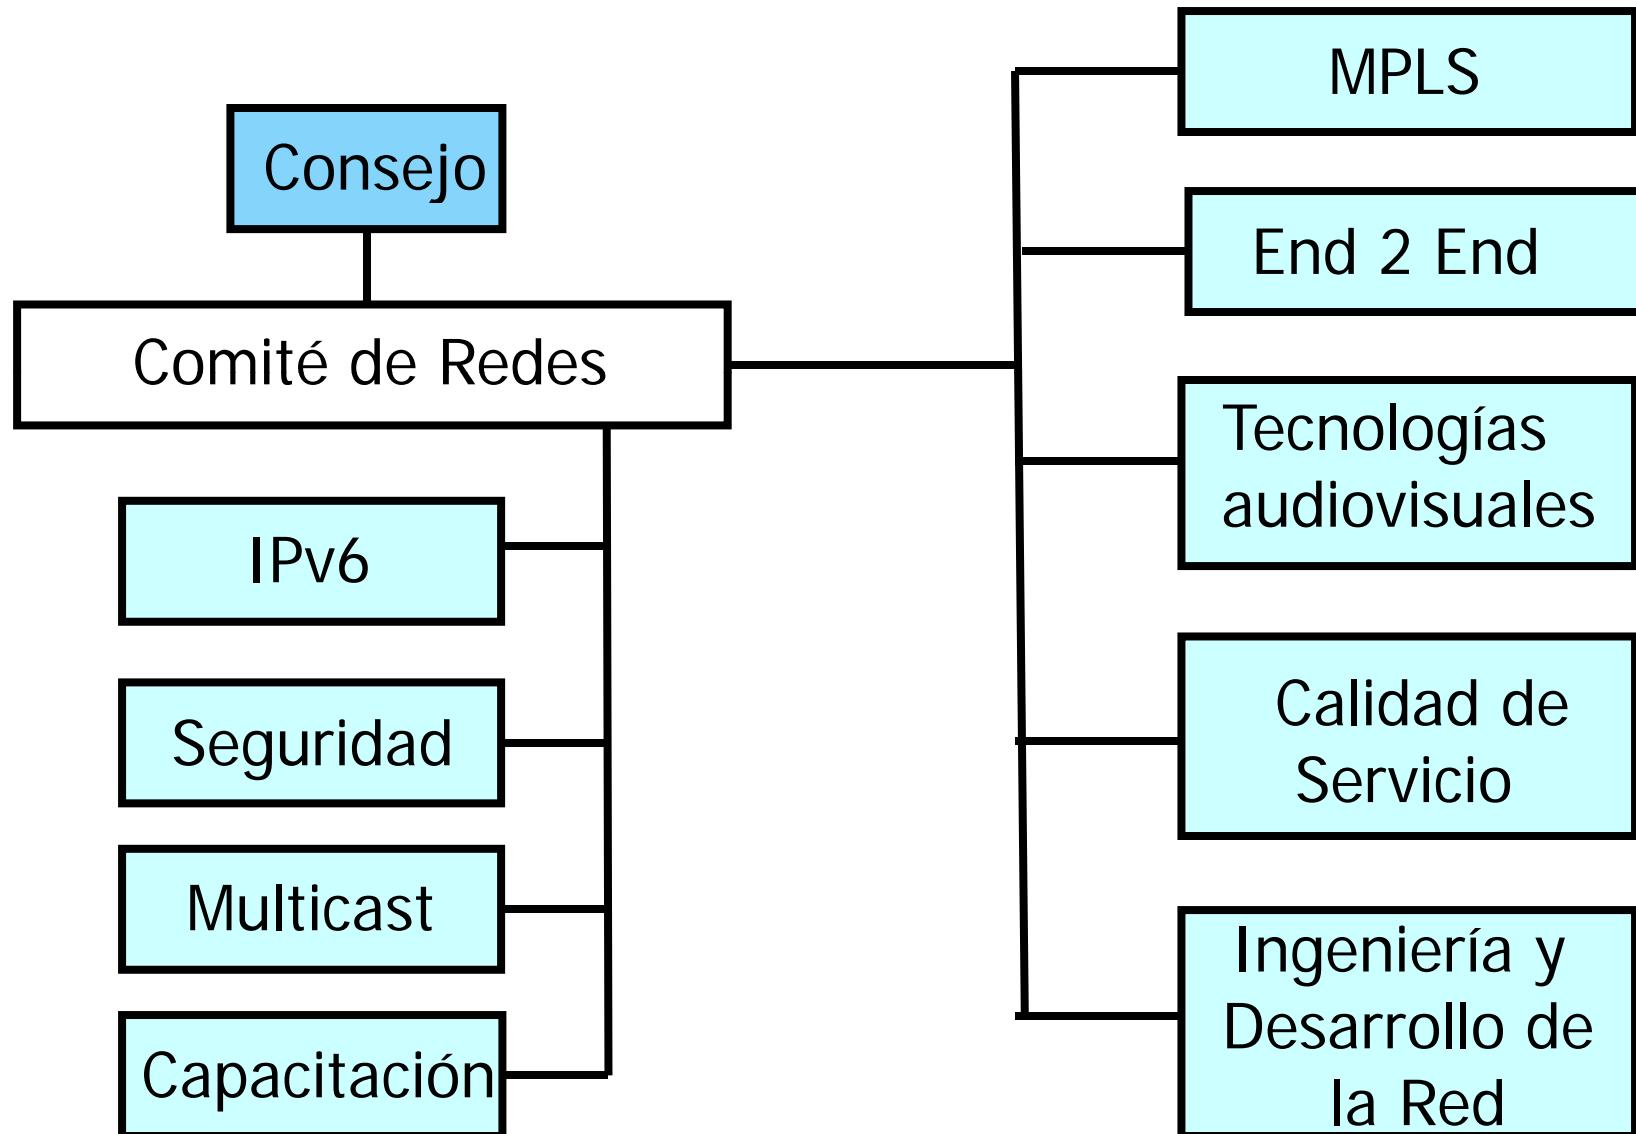 Consejo
Comité de Redes
IPv6
Seguridad
Multicast
Capacitación
MPLS
End 2 End
Tecnologías
audiovisuales
Calidad de
Servicio
Ingeniería y
Desarrollo de
la Red